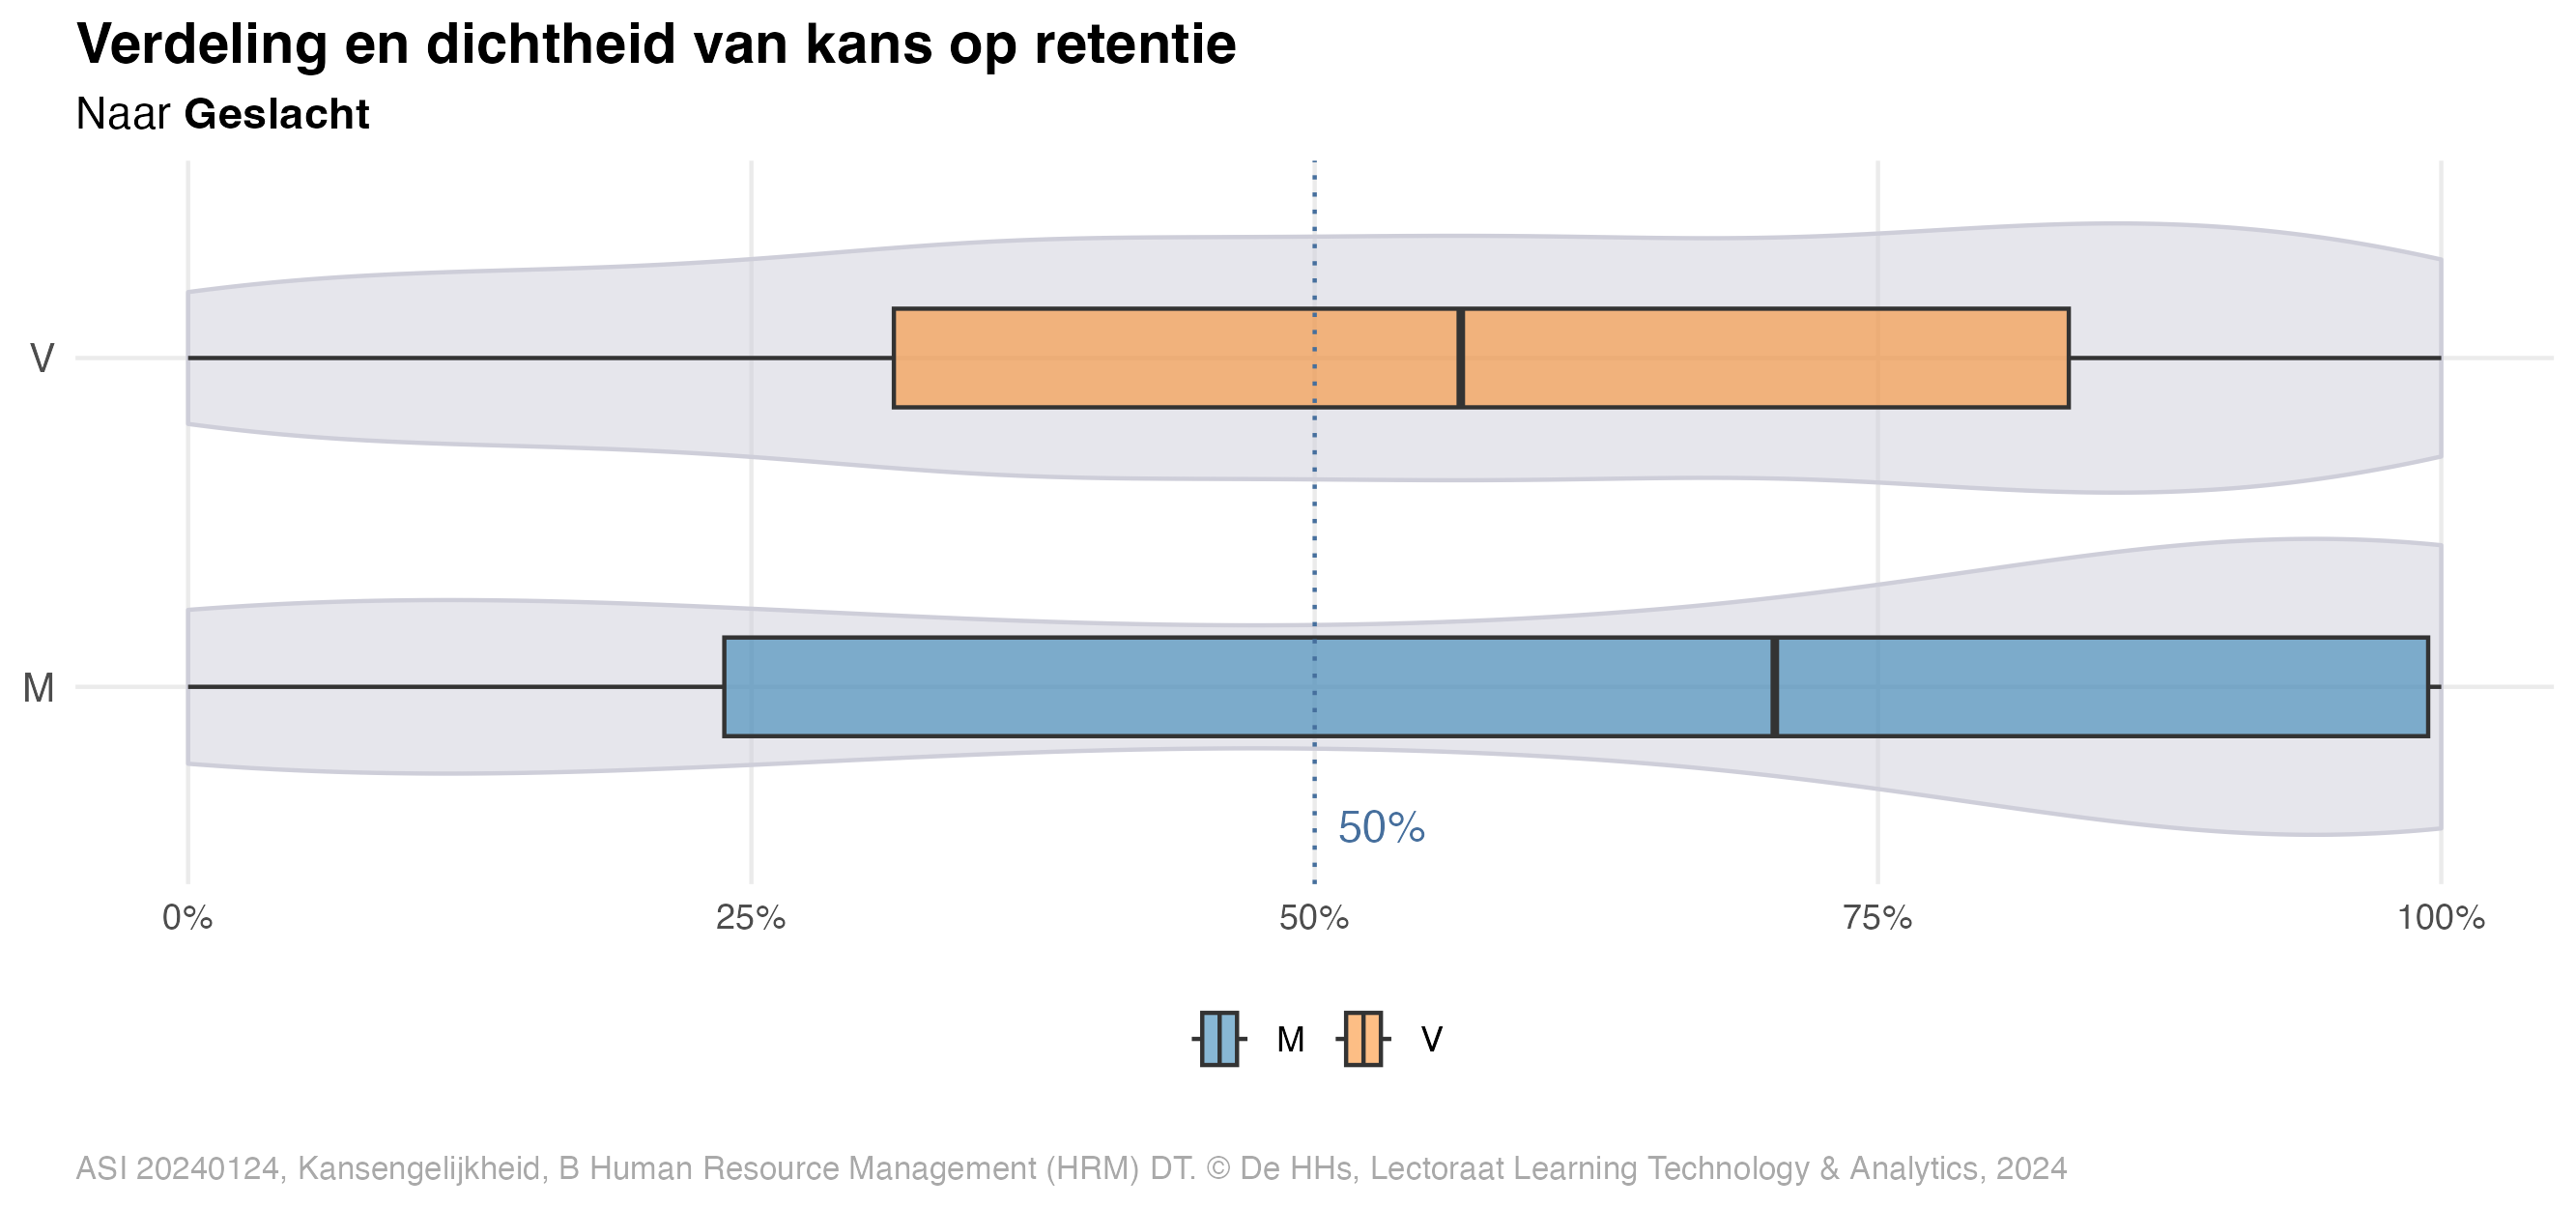 Verdeling en dichtheid van kans op retentie
Naar Geslacht
V
M
50%
0% 25% 50% 75% 100%
M V
ASI 20240124, Kansengelijkheid, B Human Resource Management (HRM) DT. © De HHs, Lectoraat Learning Technology & Analytics, 2024